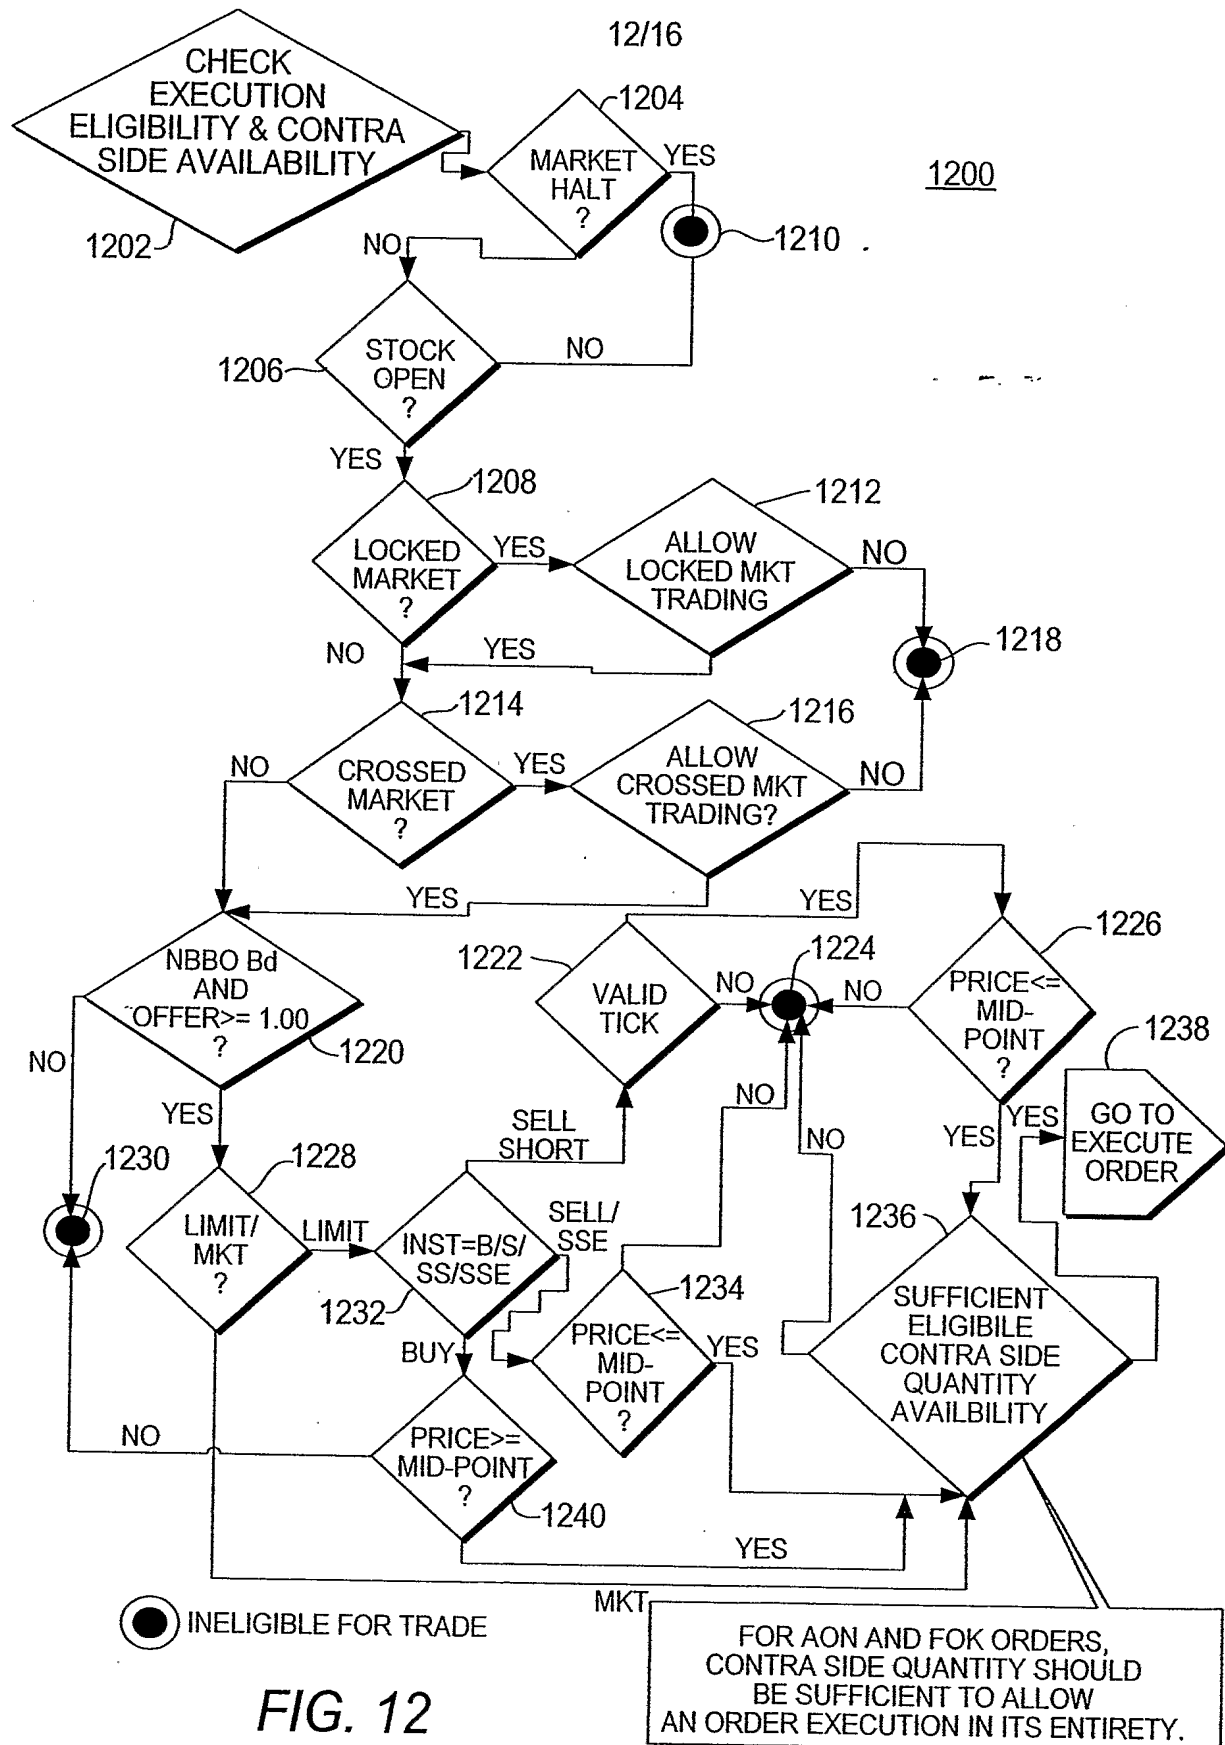 12/16
CHECK
EXECUTION
ELIGIBILITY & CONTRA
SIDE AVAILABILITY
1202
1204
MARKET
HALT
?
YES
1200
1210
NO
1206
STOCK
OPEN
?
NO
YES
1208
LOCKED
MARKET
?
YES
1212
ALLOW
LOCKED MKT
TRADING
NO
1218
NO
YES
1214
CROSSED
MARKET
?
NO
YES
1216
ALLOW
CROSSED MKT
TRADING?
NO
YES
YES
NBBO Bd
AND
OFFER>= 1.00
?
1220
NO
YES
1222
VALID
TICK
NO
1224
NO
1226
PRICE<=
MID-
POINT
?
YES
1238
GO TO
EXECUTE
ORDER
YES
1230
1228
LIMIT/
MKT
?
LIMIT
SELL
SHORT
INST=B/S/
SS/SSE
1232
SELL/
SSE
BUY
NO
NO
1234
PRICE<=
MID-
POINT
?
YES
1236
SUFFICIENT
ELIGIBILE
CONTRA SIDE
QUANTITY
AVAILBILITY
NO
PRICE>=
MID-POINT
?
1240
YES
MKT
INELIGIBLE FOR TRADE
FOR AON AND FOK ORDERS,
CONTRA SIDE QUANTITY SHOULD
BE SUFFICIENT TO ALLOW
AN ORDER EXECUTION IN ITS ENTIRETY.
FIG. 12